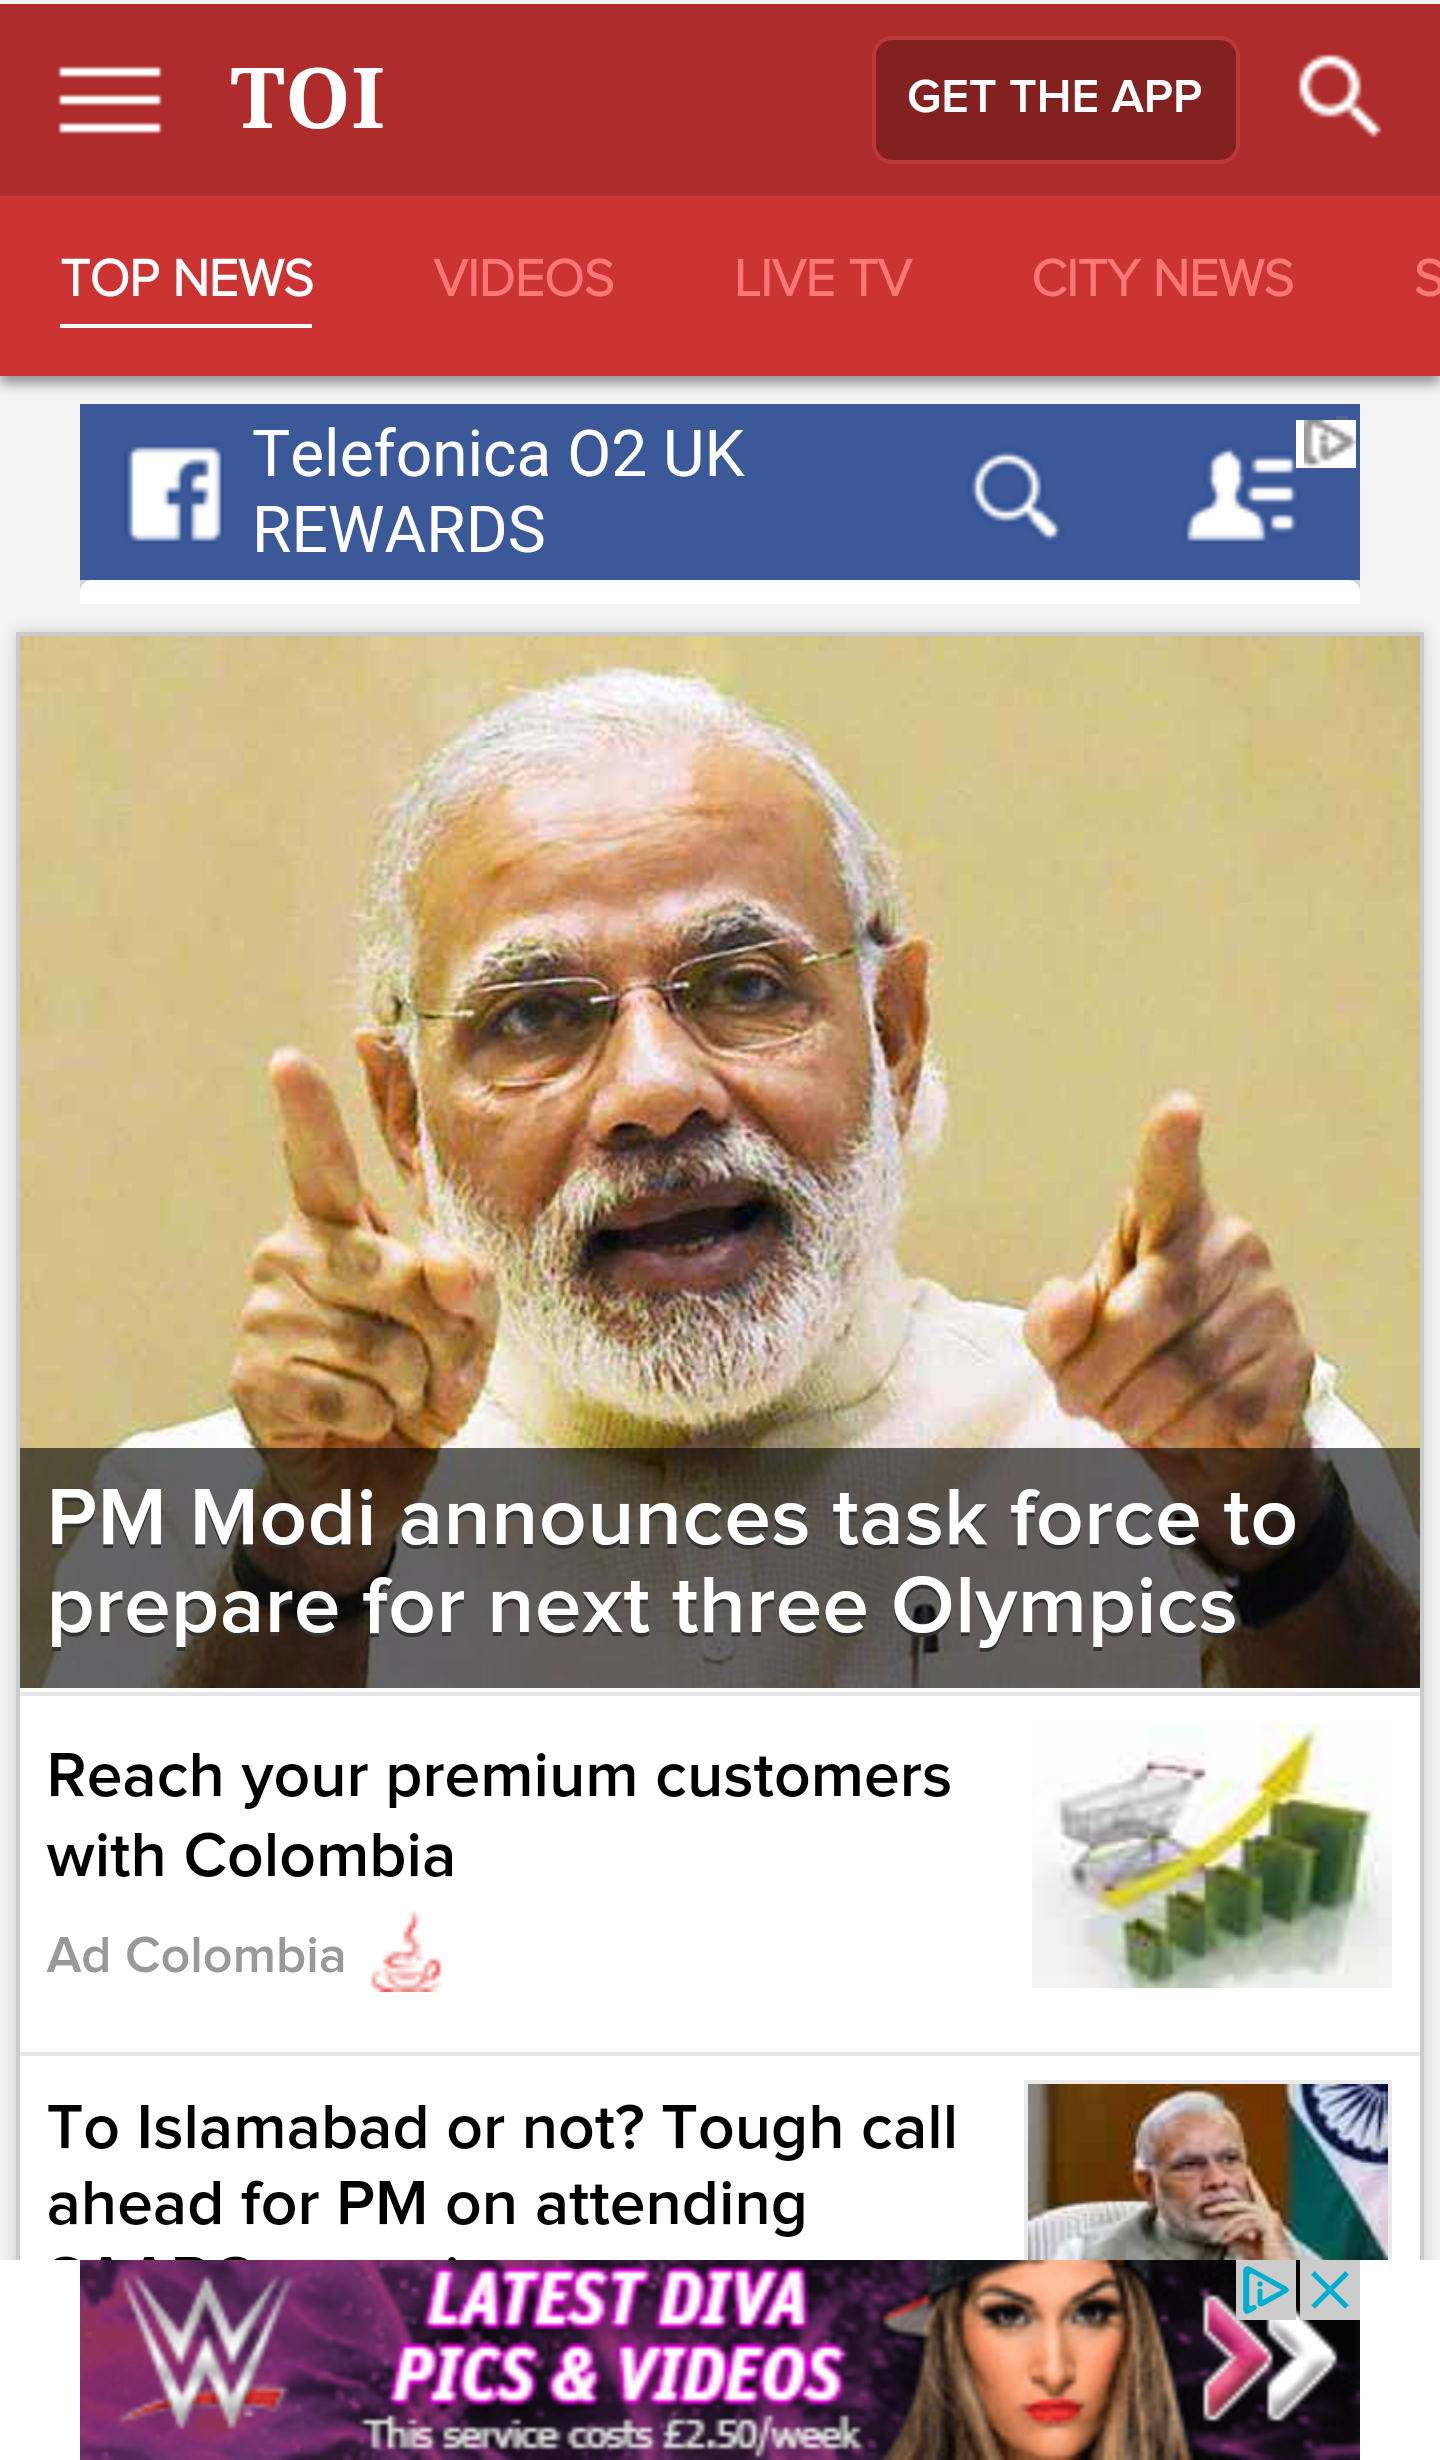 TOI
GET THE APP
TOP NEWS
VIDEOS
LIVE TV
CITY NEWS
S
Telefonica O2 UK
REWARDS
PM Modi announces task force to
prepare for next three Olympics
Reach your premium customers
with Colombia
Ad Colombia
To Islamabad or not? Tough call
ahead for PM on attending
W
LATEST DIVA
PICS & VIDEOS
This service costs £2.50/week